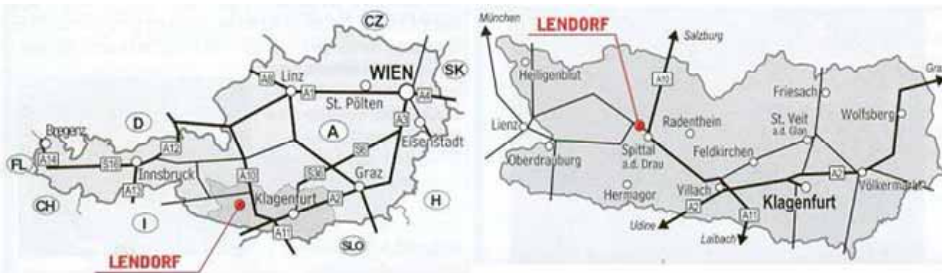 CZ
A8
Linz
WIEN
SK
A1
A4
St. Pölten
D
A
A3
Bregenz
A12
S6
Eisenstadt
FL
A14
S16
Innsbruck
A10
S36
Graz
CH
A13
Klagenfurt
A2
H
I
A11
SLO
LENDORF
München
LENDORF
Salzburg
Heiligenblut
A10
Friesach
Lienz
Radenthein
St. Veit
a.d. Glan
Wolfsberg
Oberdrauburg
Spittal
a.d. Drau
Feldkirchen
Hermagor
Villach
A2
Völkermarkt
Klagenfurt
A2
Udine
A11
Laibach